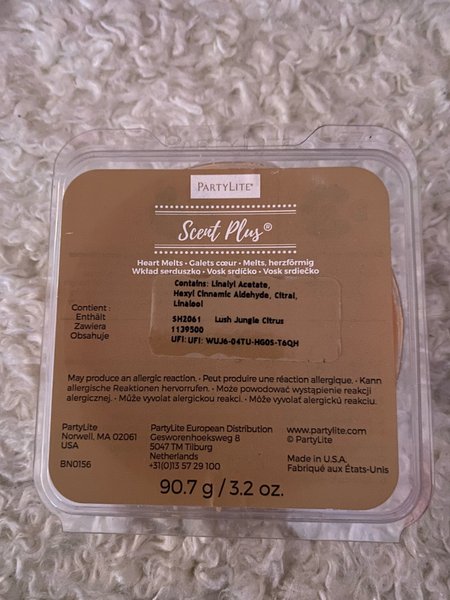 PARTYLITE®
Scent Plus®
Heart Melts • Galets cœur • Melts, herzförmig
Wkład serduszko • Vosk srdíčko • Vosk srdiečko
Contient :
Enthält
Zawiera
Obsahuje
Contains: Linalyl Acetate,
Hexyl Cinnamic Aldehyde, Citral,
Linalool
SH2061 Lush Jungle Citrus
11J9500
UFI: UFI: WUJ6-04TU-HG0S-T6QH
May produce an allergic reaction. • Peut produire une réaction allergique. • Kann
allergische Reaktionen hervorrufen. • Może powodować wystąpienie reakcji
alergicznej. • Může vyvolat alergickou reakci. • Môže vyvolať alergickú reakciu.
PartyLite
Norwell, MA 02061
USA
BN0156
PartyLite European Distribution
Gesworenhoekseweg 8
5047 TM Tilburg
Netherlands
+31(0)13 57 29 100
www.partylite.com
© PartyLite
Made in U.S.A.
Fabriqué aux États-Unis
90.7 g / 3.2 oz.